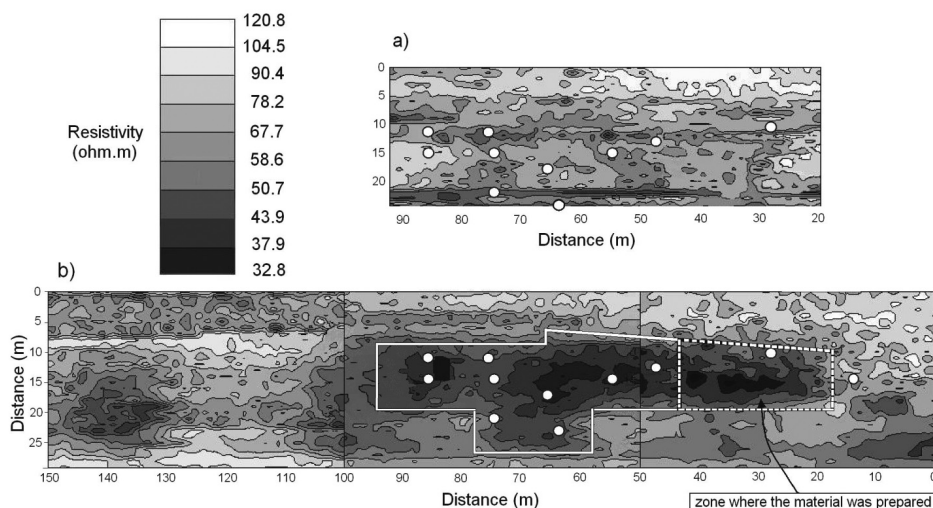 120.8
104.5
90.4
78.2
67.7
58.6
50.7
43.9
37.9
32.8
Resistivity
(ohm.m)
a)
0
5
10
15
20
90 80 70 60 50 40 30 20
Distance (m)
b)
0
5
10
15
20
25
Distance (m)
150 140 130 120 110 100 90 80 70 60 50 40 30 20 10 0
Distance (m)
zone where the material was prepared